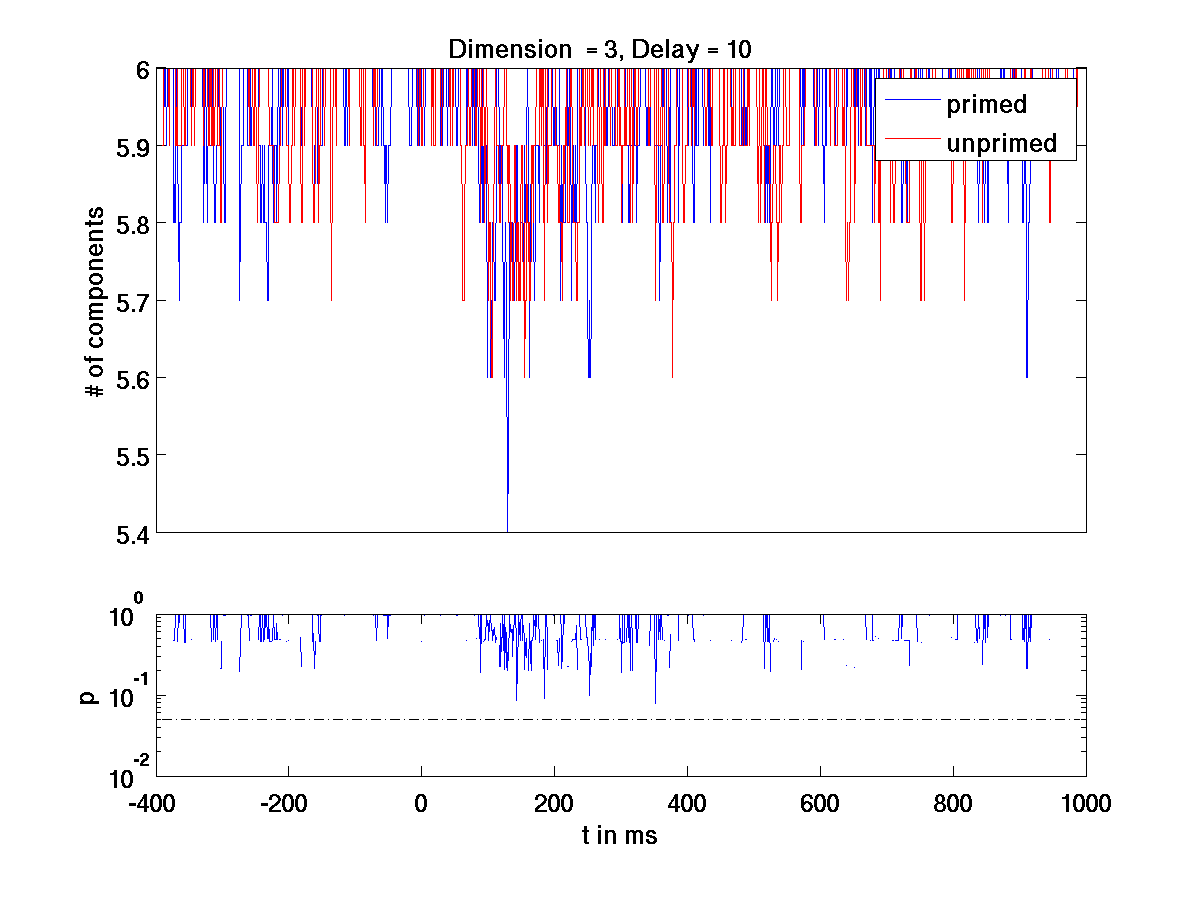 Dimension = 3, Delay = 10
6
5.9
5.8
5.7
5.6
5.5
5.4
# of components
primed
unprimed
10^0
10^-1
10^-2
p
-400 -200 0 200 400 600 800 1000
t in ms